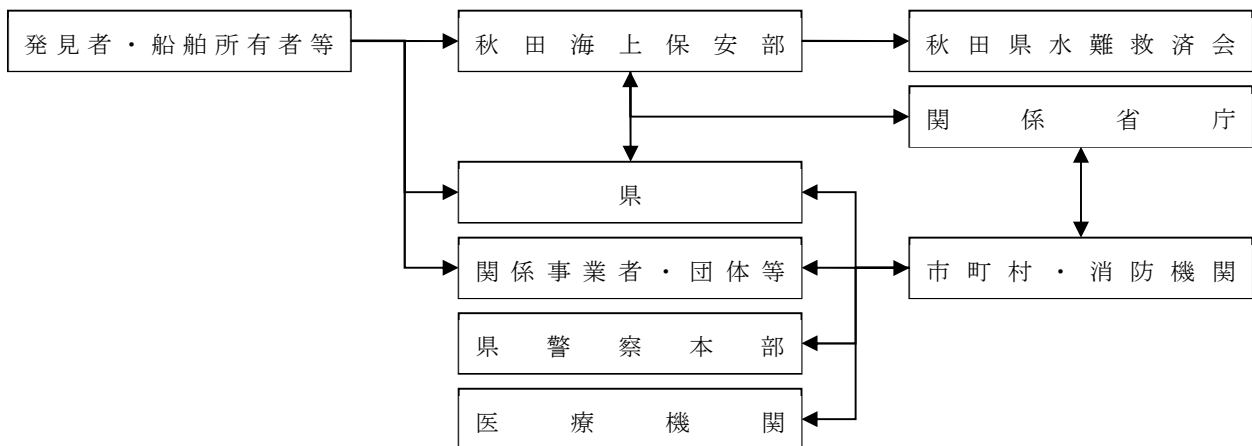 発見者・船舶所有者等
秋田海上保安部
秋田県水難救済会
関係省庁
県
関係事業者・団体等
市町村・消防機関
県警察本部
医療機関